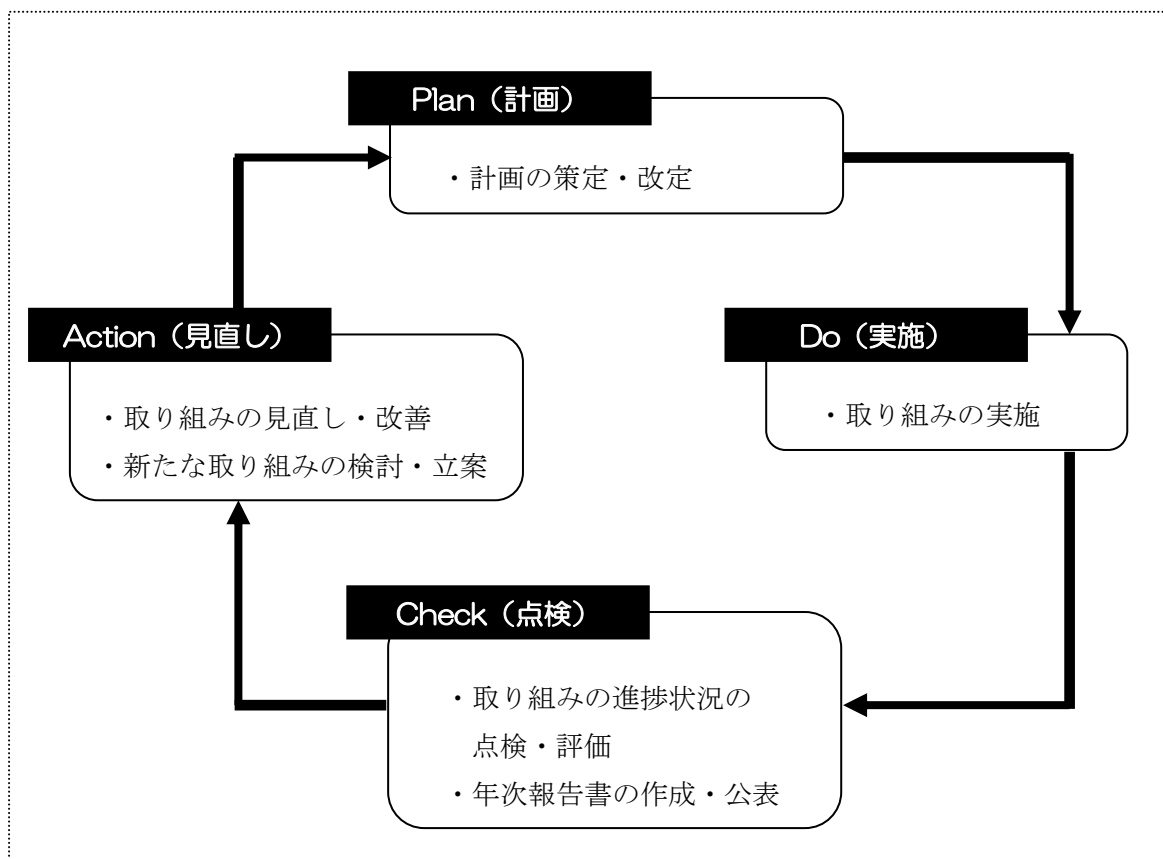 Plan（計画）
・計画の策定・改定
Action（見直し）
・取り組みの見直し・改善
・新たな取り組みの検討・立案
Do（実施）
・取り組みの実施
Check（点検）
・取り組みの進捗状況の
点検・評価
・年次報告書の作成・公表